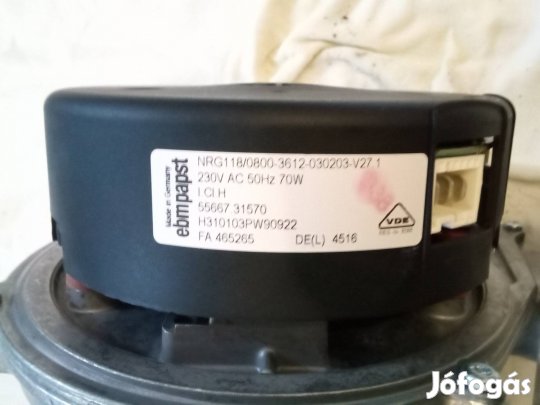 Made in Germany
ebmpapst
NRG118/0800-3612-030203-V27.1
230V AC 50Hz 70W
I.Cl.H
55667 31570
H310103PW90922
FA 465265 DE(L) 4516
VDE
Jófogás